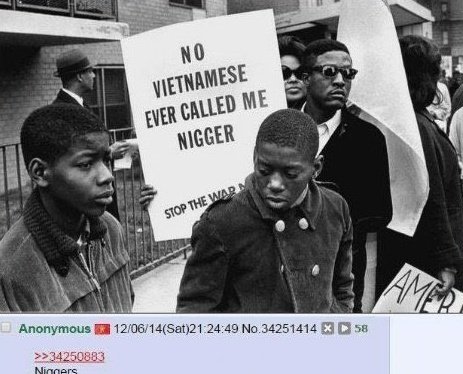 NO
VIETNAMESE
EVER CALLED ME
NIGGER
STOP THE WAR
AMER
Anonymous 12/06/14(Sat)21:24:49 No.34251414 58
>>34250883
Niggers